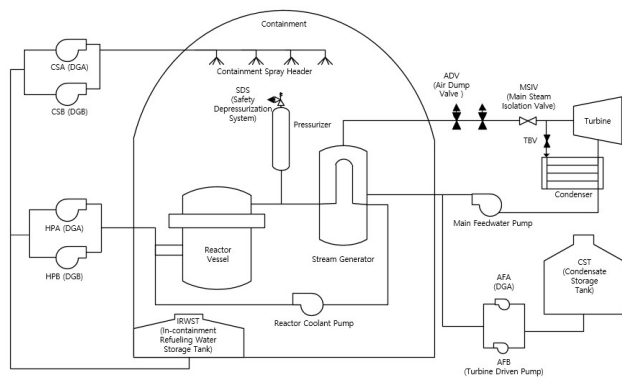 Containment
CSA (DGA)
CSB (DGB)
Containment Spray Header
SDS
(Safety
Depressurization
System)
Pressurizer
ADV
(Air Dump
Valve )
MSIV
(Main Steam
Isolation Valve)
Turbine
TBV
Condenser
HPA (DGA)
HPB (DGB)
Reactor
Vessel
Stream Generator
Main Feedwater Pump
CST
(Condensate
Storage
Tank)
Reactor Coolant Pump
IRWST
(In-containment
Refueling Water
Storage Tank)
AFA
(DGA)
AFB
(Turbine Driven Pump)